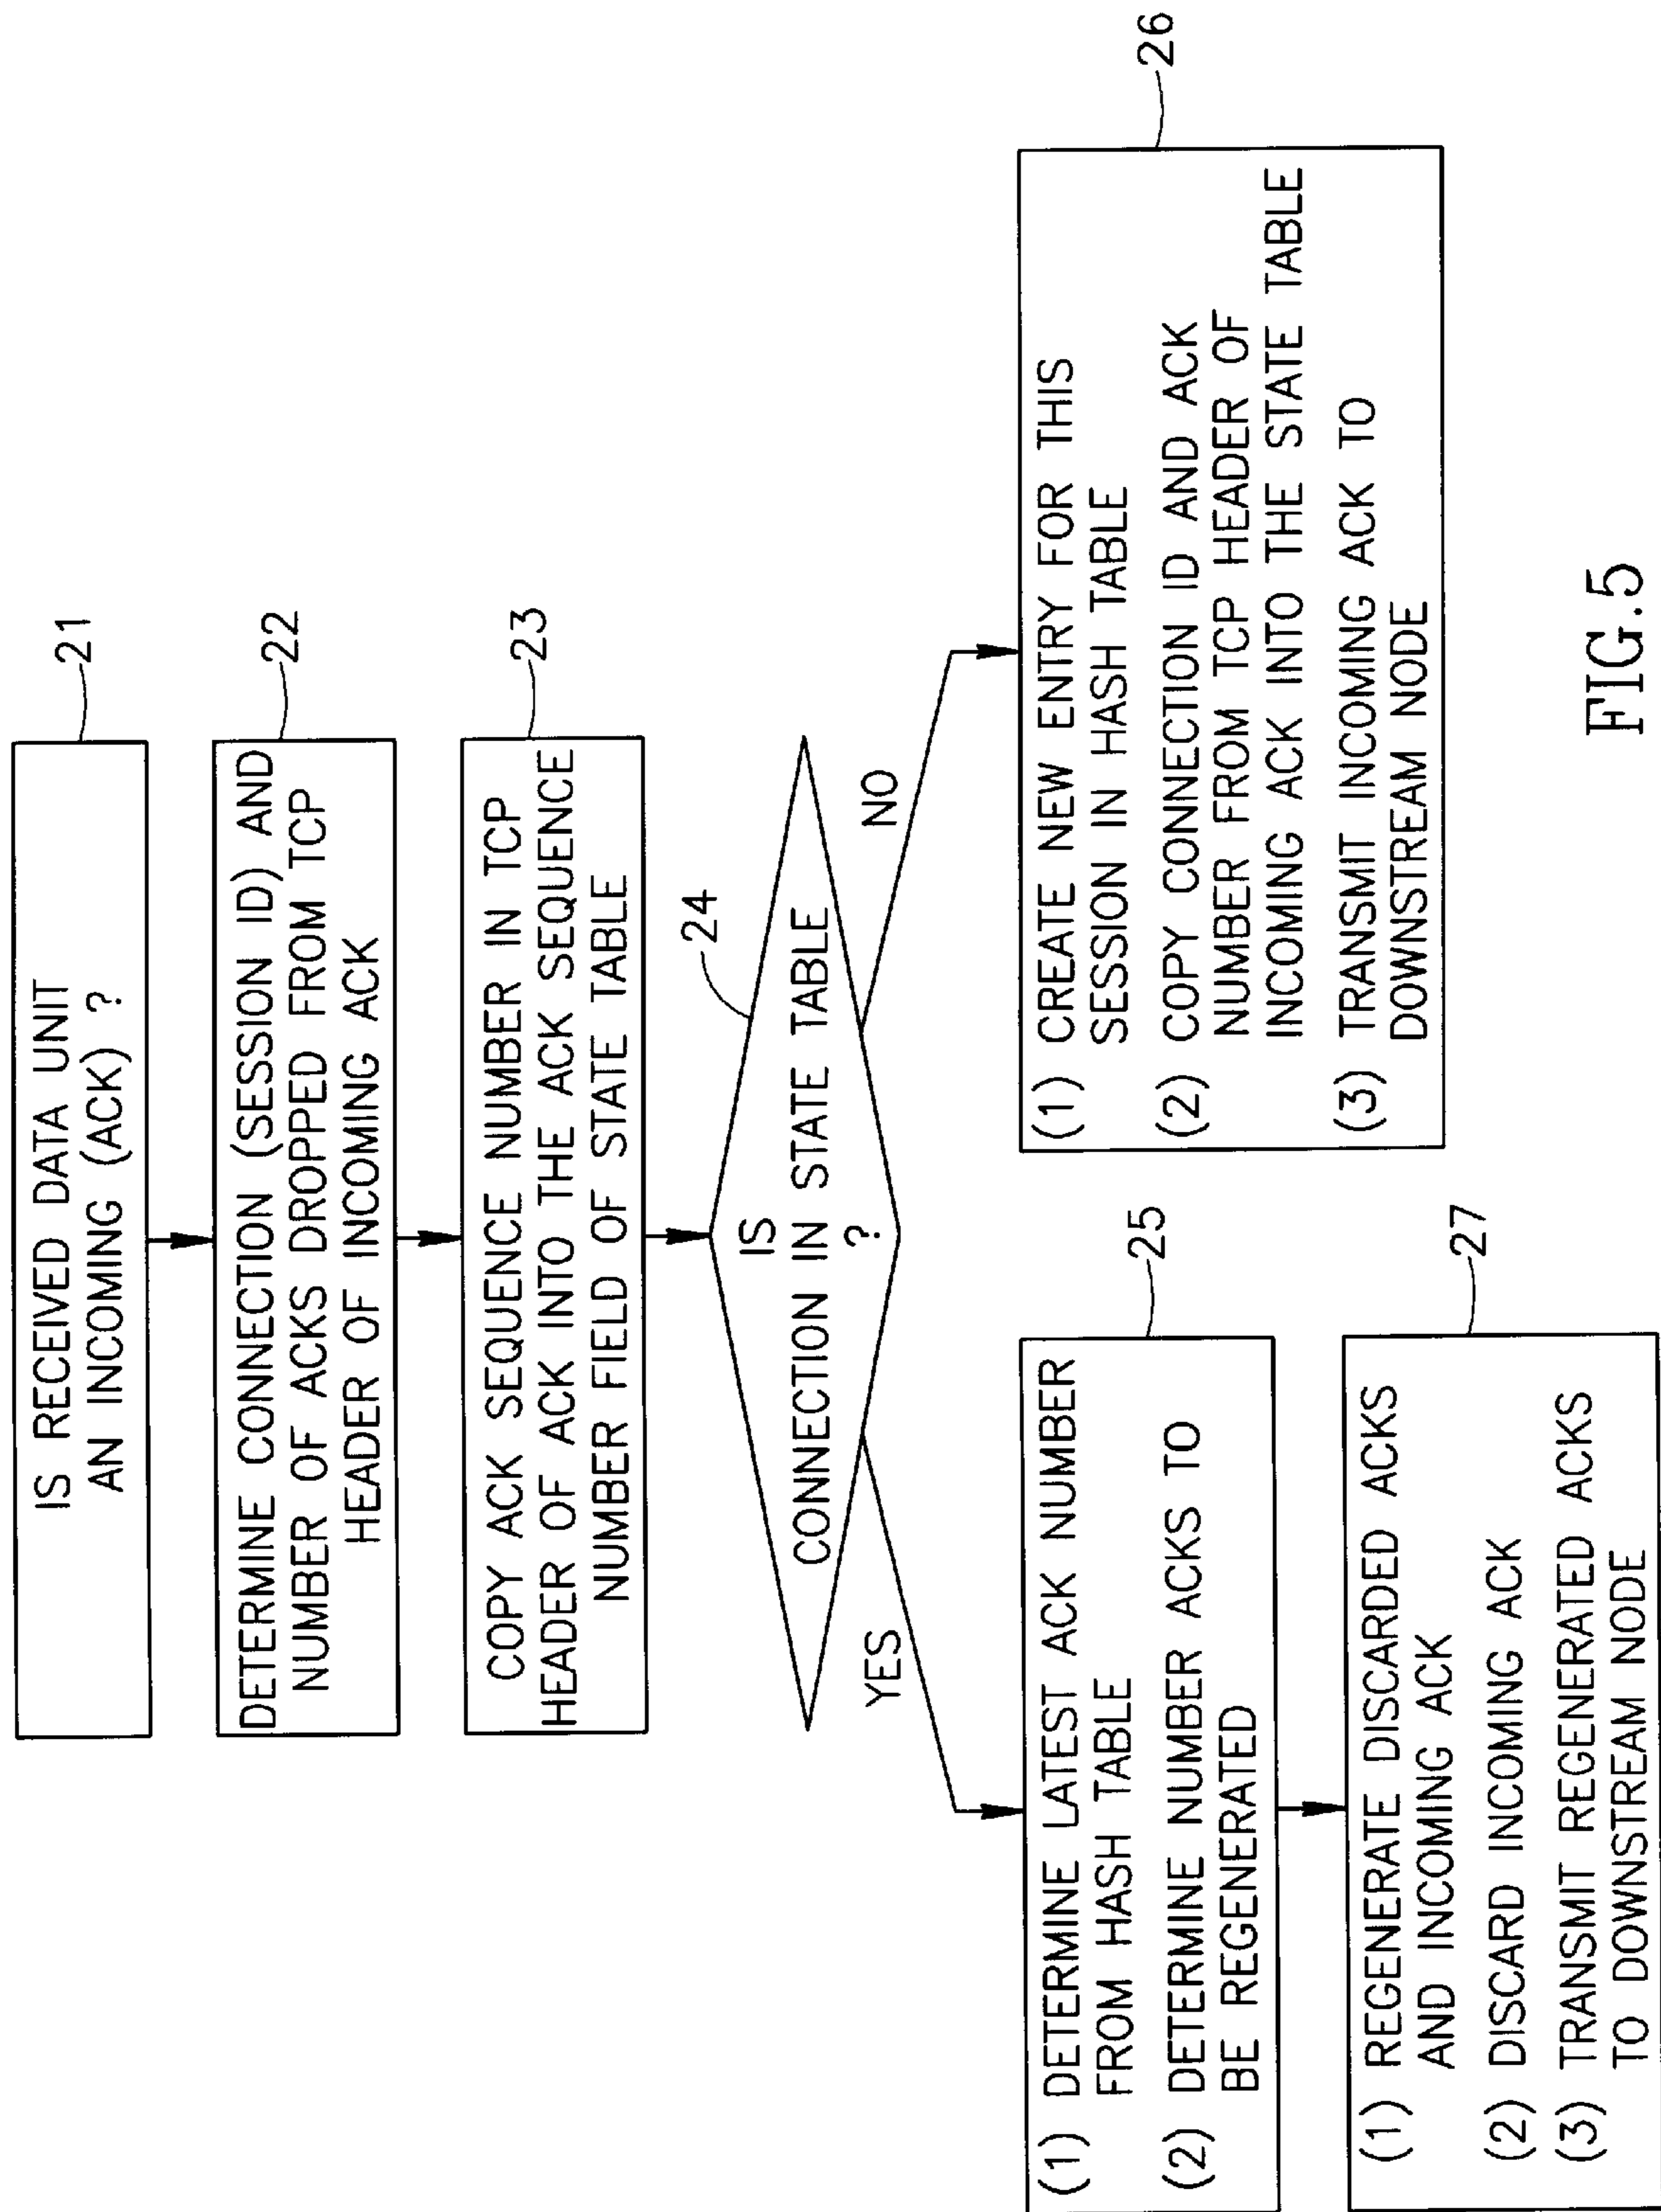 IS RECEIVED DATA UNIT
AN INCOMING (ACK) ?
21
DETERMINE CONNECTION (SESSION ID) AND
NUMBER OF ACKS DROPPED FROM TCP
HEADER OF INCOMING ACK
22
COPY ACK SEQUENCE NUMBER IN TCP
HEADER OF ACK INTO THE ACK SEQUENCE
NUMBER FIELD OF STATE TABLE
23
IS
CONNECTION IN STATE TABLE
?
24
YES
NO
(1) DETERMINE LATEST ACK NUMBER
FROM HASH TABLE
(2) DETERMINE NUMBER ACKS TO
BE REGENERATED
25
(1) REGENERATE DISCARDED ACKS
AND INCOMING ACK
(2) DISCARD INCOMING ACK
(3) TRANSMIT REGENERATED ACKS
TO DOWNSTREAM NODE
27
(1) CREATE NEW ENTRY FOR THIS
SESSION IN HASH TABLE
(2) COPY CONNECTION ID AND ACK
NUMBER FROM TCP HEADER OF
INCOMING ACK INTO THE STATE TABLE
(3) TRANSMIT INCOMING ACK TO
DOWNSTREAM NODE
26
FIG.5